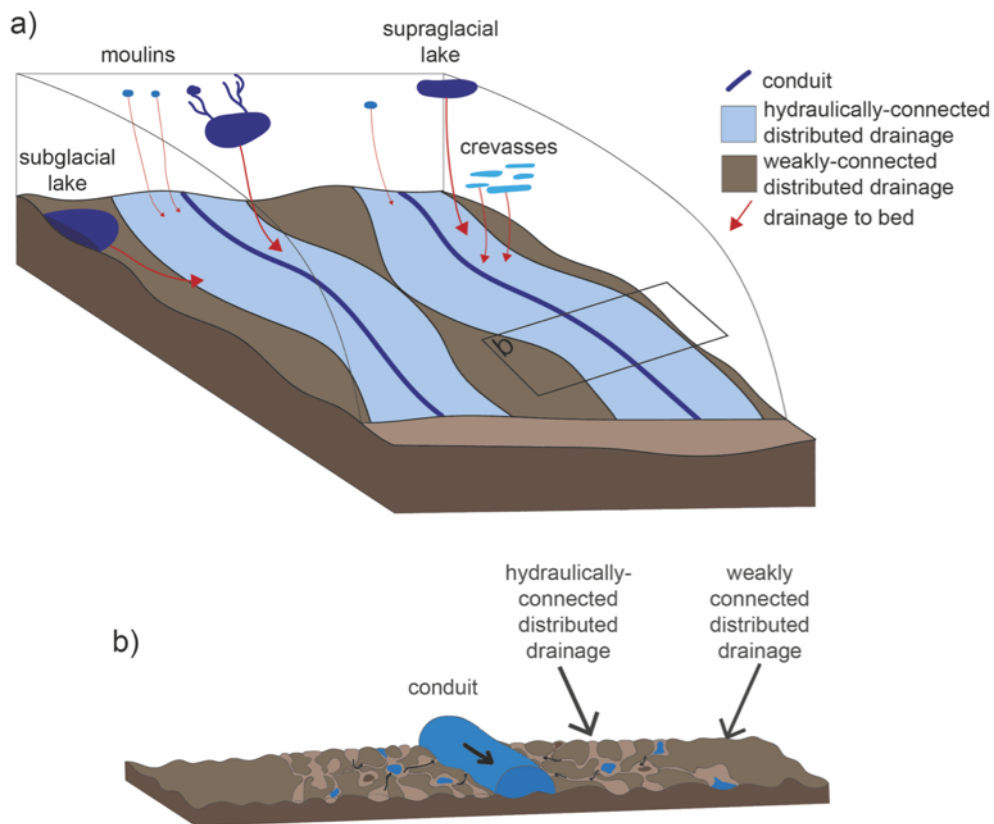 a)
moulins
supraglacial
lake
subglacial
lake
crevasses
conduit
hydraulically-connected
distributed drainage
weakly-connected
distributed drainage
drainage to bed
b
b)
conduit
hydraulically-
connected
distributed
drainage
weakly
connected
distributed
drainage